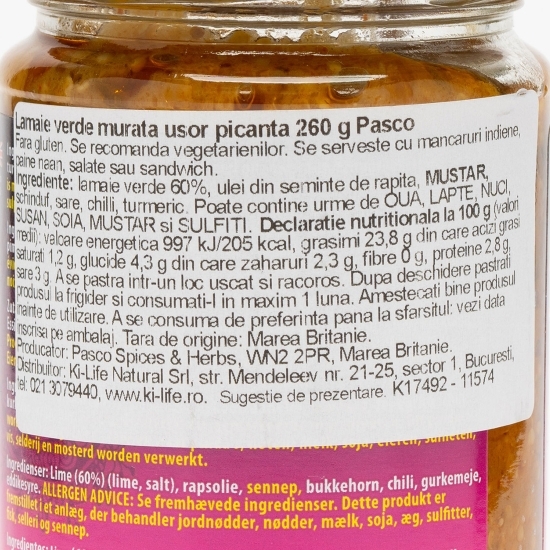 Lamaie verde murata usor picanta 260 g Pasco
Fara gluten. Se recomanda vegetarienilor. Se serveste cu mancaruri indiene,
paine naan, salate sau sandwich.
Ingrediente: lamaie verde 60%, ulei din seminte de rapita, MUSTAR,
schinduf, sare, chilli, turmeric. Poate contine urme de OUA, LAPTE, NUCI,
SUSAN, SOIA, MUSTAR si SULFITI. Declaratie nutritionala la 100 g (valori
medii): valoare energetica 997 kJ/205 kcal, grasimi 23,8 g din care acizi grasi
saturati 1,2 g, glucide 4,3 g din care zaharuri 2,3 g, fibre 0 g, proteine 2,8 g,
sare 3 g. A se pastra intr-un loc uscat si racoros. Dupa deschidere pastrati
produsul la frigider si consumati-l in maxim 1 luna. Amestecati bine produsul
inainte de utilizare. A se consuma de preferinta pana la sfarsitul: vezi data
inscrisa pe ambalaj. Tara de origine: Marea Britanie.
Producator: Pasco Spices & Herbs, WN2 2PR, Marea Britanie.
Distribuitor: Ki-Life Natural Srl, str. Mendeleev nr. 21-25, sector 1, Bucuresti,
tel: 021 3079440, www.ki-life.ro. Sugestie de prezentare. K17492 - 11574
vis, selderij en mosterd worden verwerkt.
Ingredienser: Lime (60%) (lime, salt), rapsolie, sennep, bukkehorn, chili, gurkemeje,
eddikesyre. ALLERGEN ADVICE: Se fremhævede ingredienser. Dette produkt er
fremstillet i et anlæg, der behandler jordnødder, nødder, mælk, soja, æg, sulfitter,
fisk, selleri og sennep.